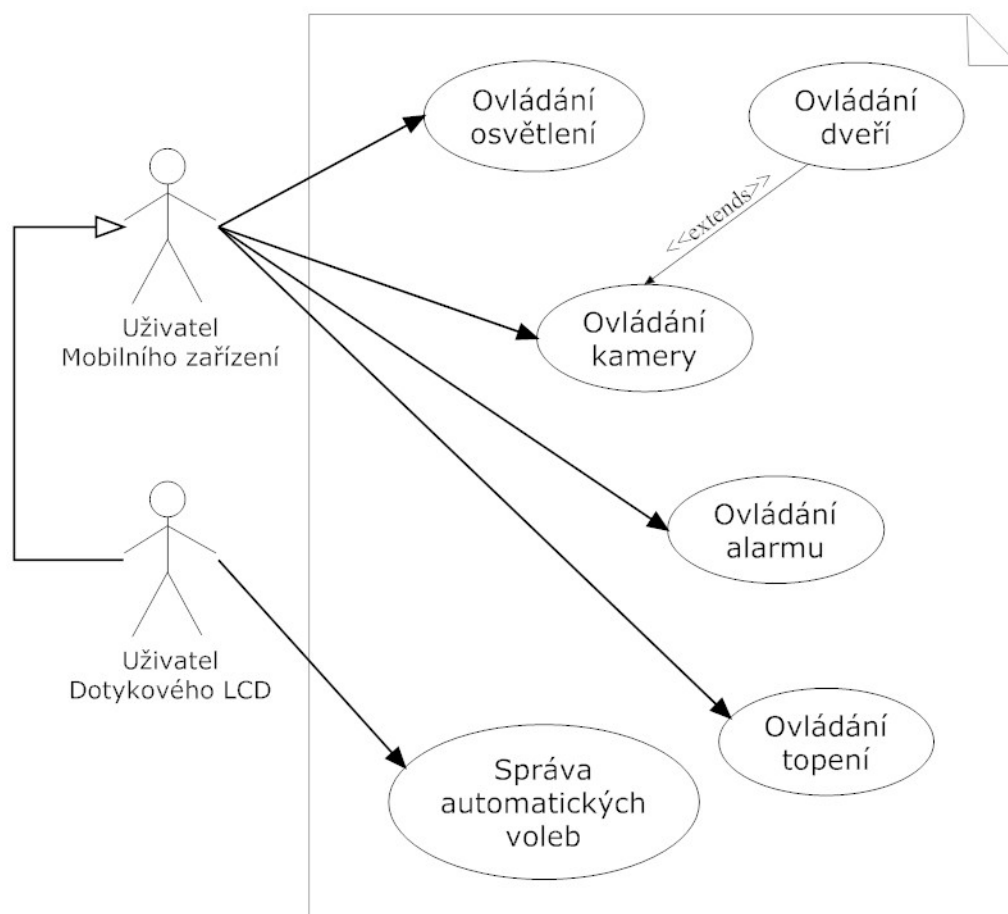 Ovládání
osvětlení
Ovládání
dveří
<<extends>>
Uživatel
Mobilního zařízení
Ovládání
kamery
Ovládání
alarmu
Uživatel
Dotykového LCD
Ovládání
topení
Správa
automatických
voleb